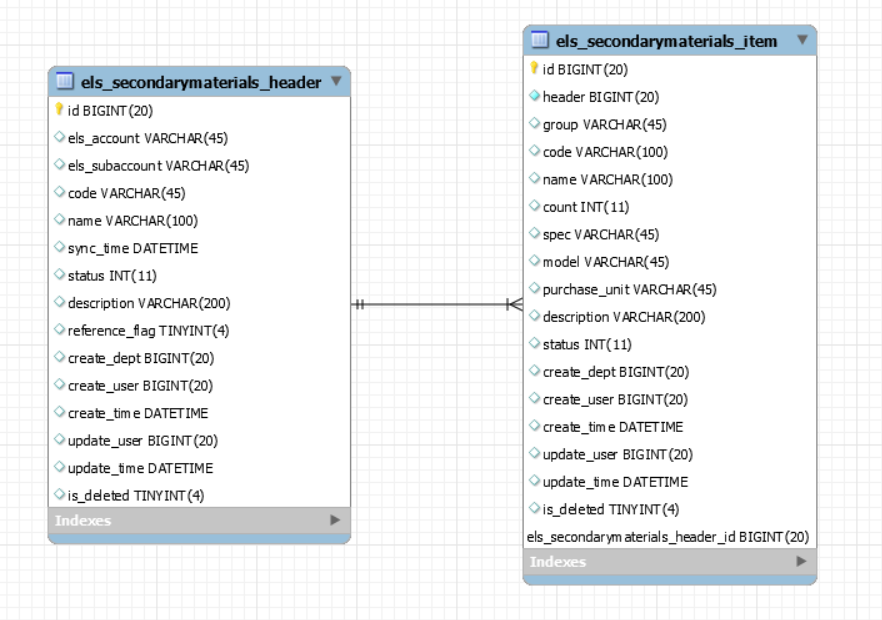 els_secondarymaterials_header
id BIGINT(20)
els_account VARCHAR(45)
els_subaccount VARCHAR(45)
code VARCHAR(45)
name VARCHAR(100)
sync_time DATETIME
status INT(11)
description VARCHAR(200)
reference_flag TINYINT(4)
create_dept BIGINT(20)
create_user BIGINT(20)
create_time DATETIME
update_user BIGINT(20)
update_time DATETIME
is_deleted TINYINT(4)
Indexes
els_secondarymaterials_item
id BIGINT(20)
header BIGINT(20)
group VARCHAR(45)
code VARCHAR(100)
name VARCHAR(100)
count INT(11)
spec VARCHAR(45)
model VARCHAR(45)
purchase_unit VARCHAR(45)
description VARCHAR(200)
status INT(11)
create_dept BIGINT(20)
create_user BIGINT(20)
create_time DATETIME
update_user BIGINT(20)
update_time DATETIME
is_deleted TINYINT(4)
els_secondarymaterials_header_id BIGINT(20)
Indexes